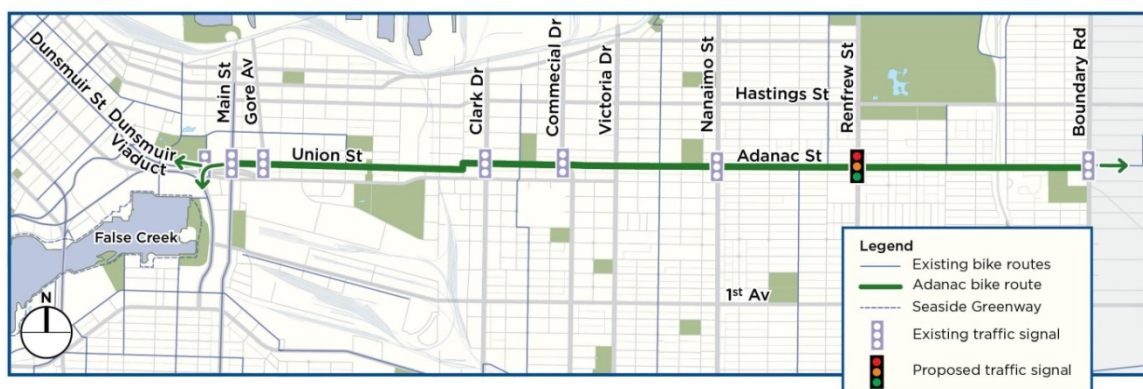 Dunsmuir St
Dunsmuir
Viaduct
Main St
Gore Av
Union St
Clark Dr
Commecial Dr
Victoria Dr
Nanaimo St
Hastings St
Adanac St
Renfrew St
Boundary Rd
False Creek
1st Av
N
Legend
Existing bike routes
Adanac bike route
Seaside Greenway
Existing traffic signal
Proposed traffic signal